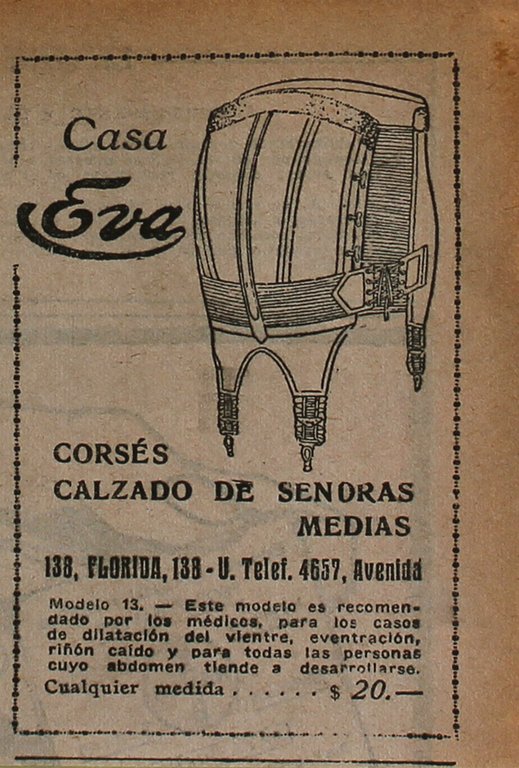 Casa
Eva
CORSÉS
CALZADO DE SENORAS
MEDIAS
138, FLORIDA, 138 - U. Telef. 4657, Avenida
Modelo 13. — Este modelo es recomen-
dado por los médicos, para los casos
de dilatación del vientre, eventración,
riñón caído y para todas las personas
cuyo abdomen tiende a desarrollarse.
Cualquier medida . . . . . . $ 20.—